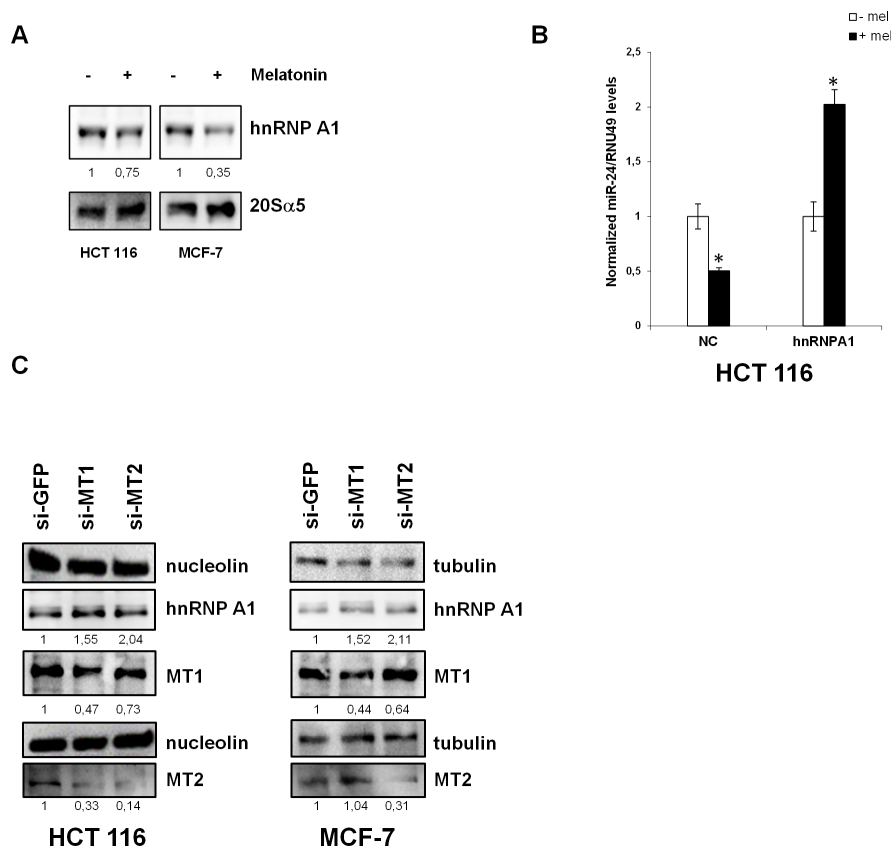 A
- + - + Melatonin
hnRNP A1
1 0,75 1 0,35
20Sα5
HCT 116 MCF-7
B
- mel
+ mel
Normalized miR-24/RNU49 levels
2,5
2
1,5
1
0,5
0
* *
NC hnRNPA1
HCT 116
C
si-GFP si-MT1 si-MT2
nucleolin
hnRNP A1
1 1,55 2,04
MT1
1 0,47 0,73
nucleolin
MT2
1 0,33 0,14
HCT 116
si-GFP si-MT1 si-MT2
tubulin
hnRNP A1
1 1,52 2,11
MT1
1 0,44 0,64
tubulin
MT2
1 1,04 0,31
MCF-7